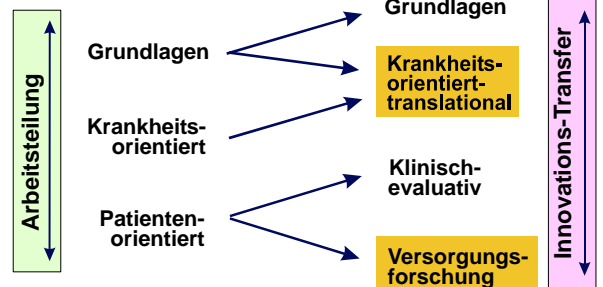 Arbeitsteilung
Grundlagen
Krankheits-
orientiert
Patienten-
orientiert
Grundlagen
Krankheits-
orientiert-
translational
Klinisch-
evaluativ
Versorgungs-
forschung
Innovations-Transfer